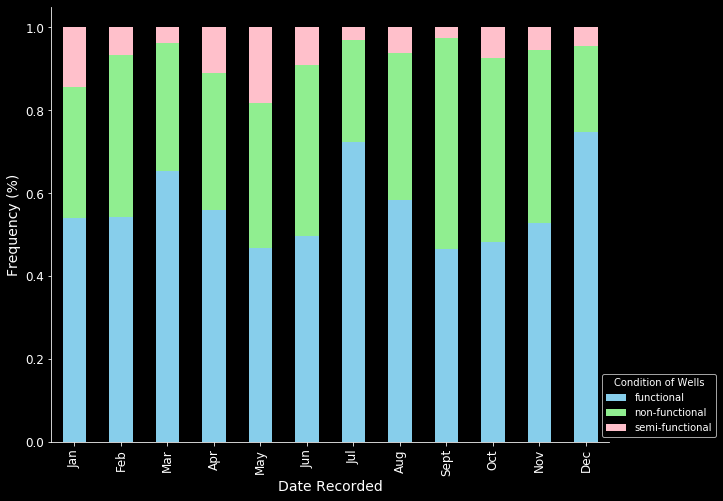 Frequency (%)
1.0
0.8
0.6
0.4
0.2
0.0
Jan
Feb
Mar
Apr
May
Jun
Jul
Aug
Sept
Oct
Nov
Dec
Date Recorded
Condition of Wells
functional
non-functional
semi-functional